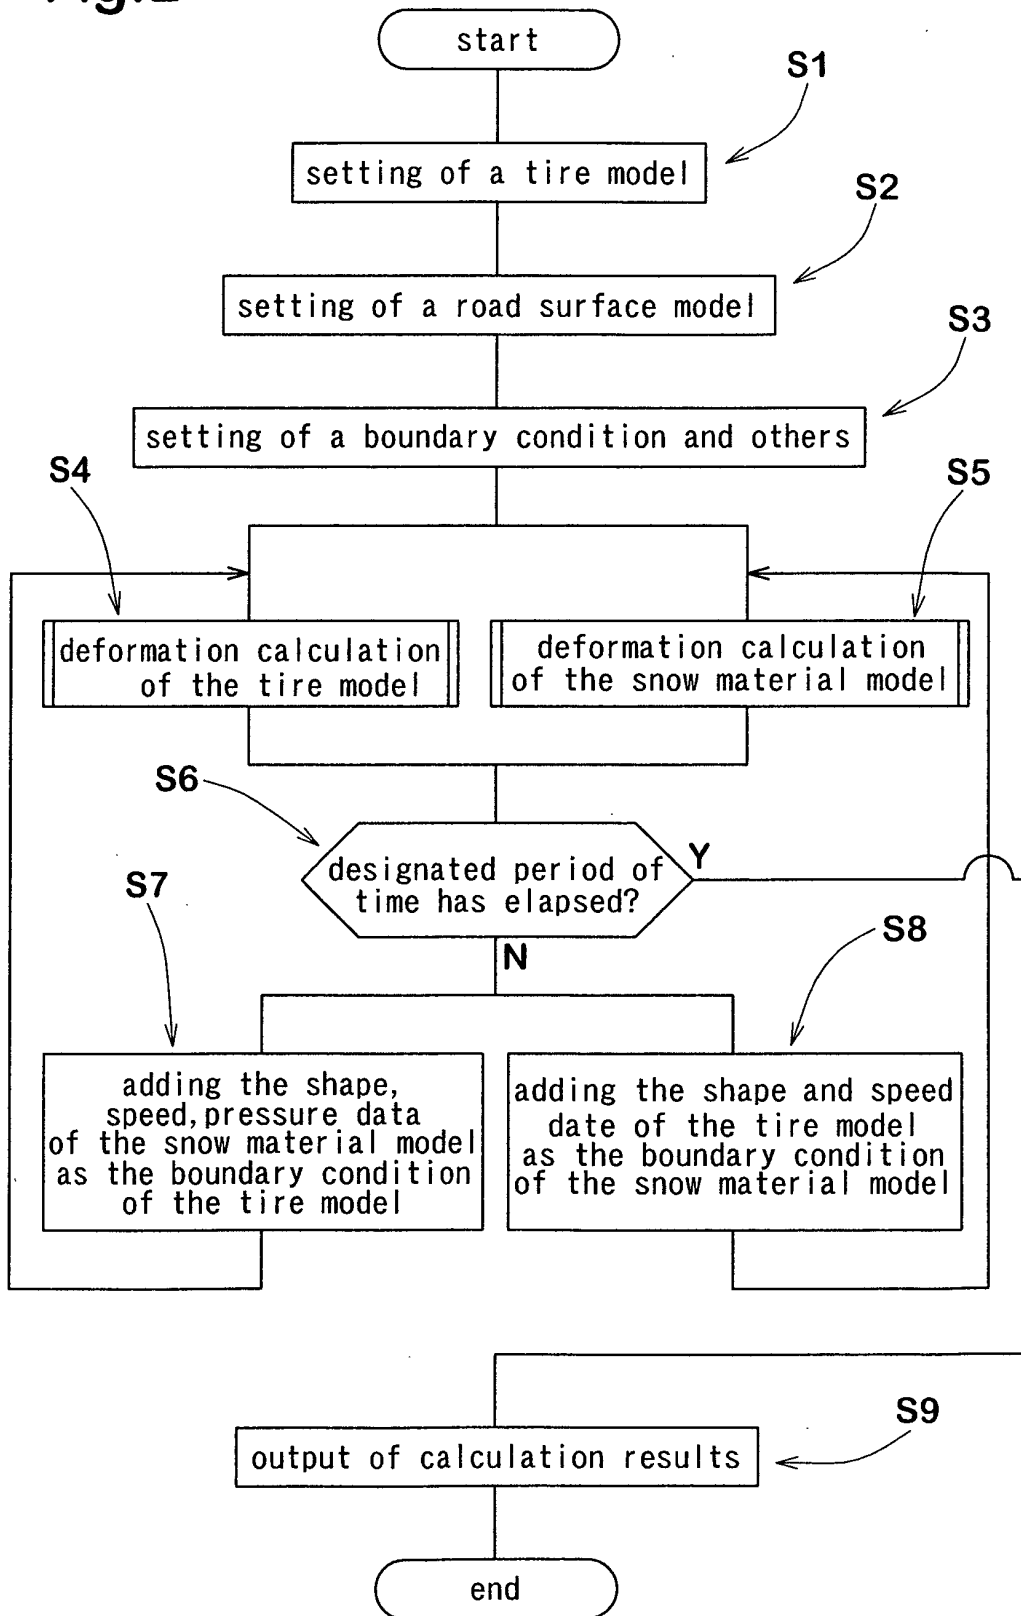 start
S1
setting of a tire model
S2
setting of a road surface model
S3
setting of a boundary condition and others
S4
S5
deformation calculation
of the tire model
deformation calculation
of the snow material model
S6
designated period of
time has elapsed?
Y
N
S7
S8
adding the shape,
speed,pressure data
of the snow material model
as the boundary condition
of the tire model
adding the shape and speed
date of the tire model
as the boundary condition
of the snow material model
S9
output of calculation results
end